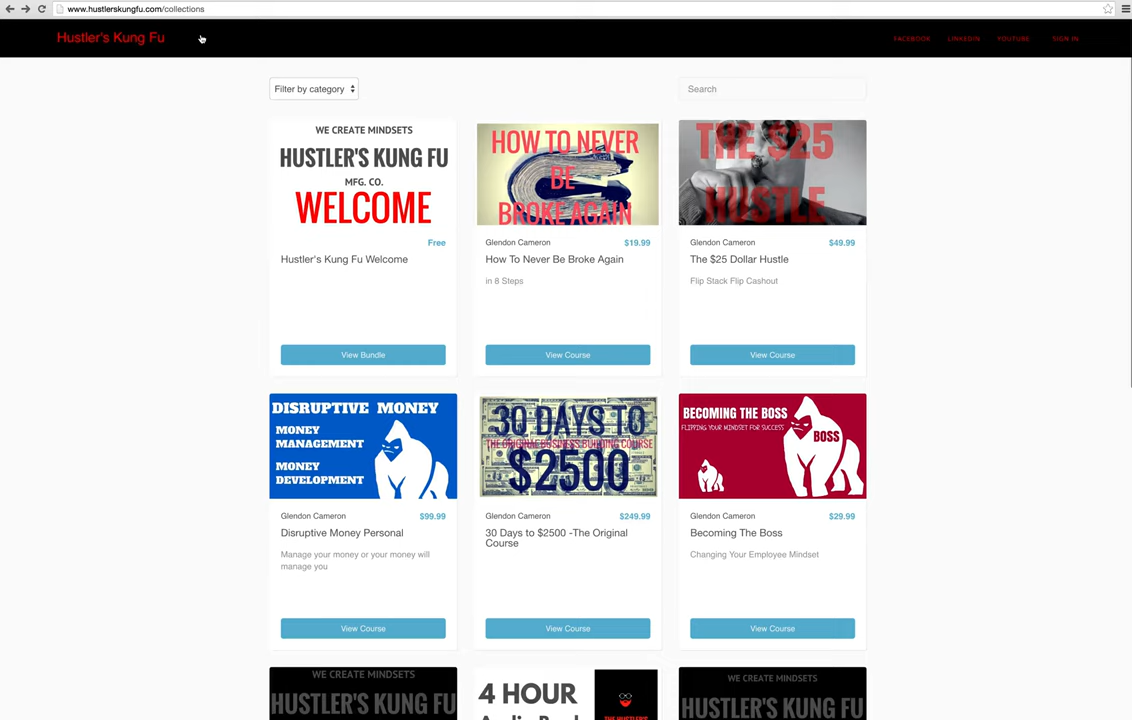 www.hustlerskungfu.com/collections
Hustler's Kung Fu
FACEBOOK LINKEDIN YOUTUBE SIGN IN
Filter by category
Search
WE CREATE MINDSETS
HUSTLER'S KUNG FU
MFG. CO.
WELCOME
Free
Hustler's Kung Fu Welcome
View Bundle
HOW TO NEVER
BE
BROKE AGAIN
Glendon Cameron $19.99
How To Never Be Broke Again
in 8 Steps
View Course
THE $25
HUSTLE
Glendon Cameron $49.99
The $25 Dollar Hustle
Flip Stack Flip Cashout
View Course
DISRUPTIVE MONEY
MONEY
MANAGEMENT
MONEY
DEVELOPMENT
Glendon Cameron $99.99
Disruptive Money Personal
Manage your money or your money will
manage you
View Course
30 DAYS TO
THE ORIGINAL BUSINESS BUILDING COURSE
$2500
Glendon Cameron $249.99
30 Days to $2500 -The Original
Course
View Course
BECOMING THE BOSS
FLIPPING YOUR MINDSET FOR SUCCESS
BOSS
Glendon Cameron $29.99
Becoming The Boss
Changing Your Employee Mindset
View Course
WE CREATE MINDSETS
HUSTLER'S KUNG FU
4 HOUR
THE HUSTLER'S
WE CREATE MINDSETS
HUSTLER'S KUNG FU